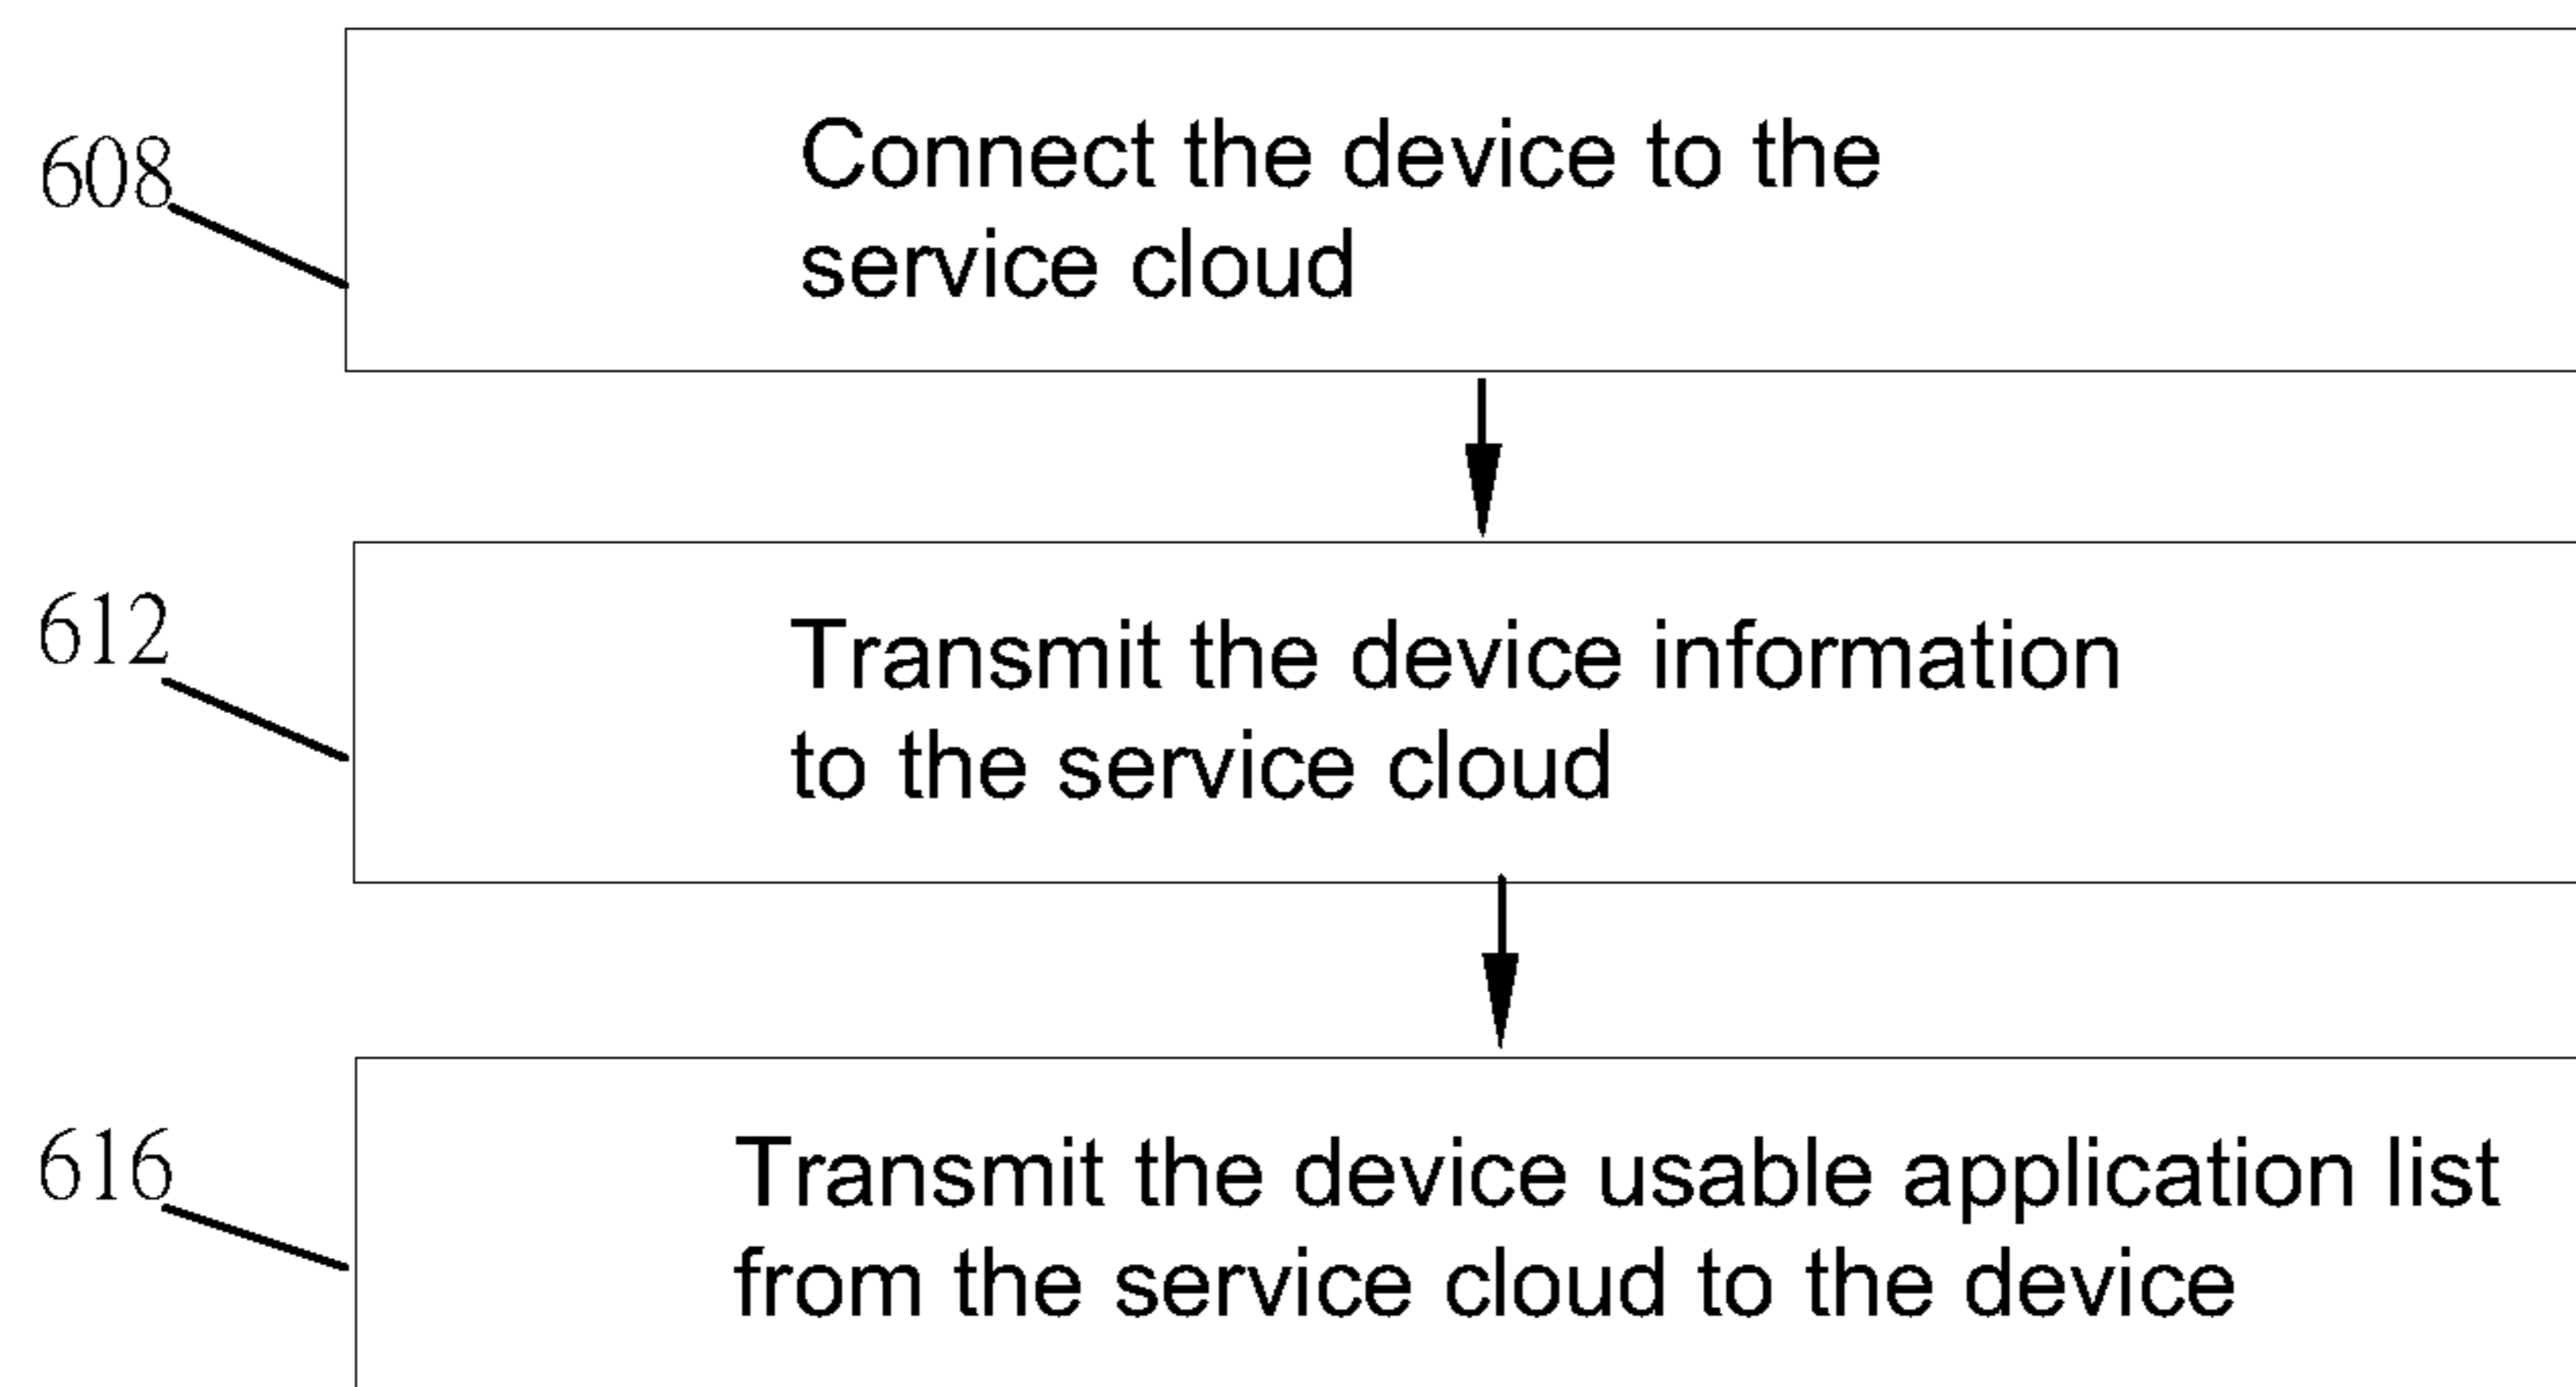 608
Connect the device to the
service cloud
612
Transmit the device information
to the service cloud
616
Transmit the device usable application list
from the service cloud to the device